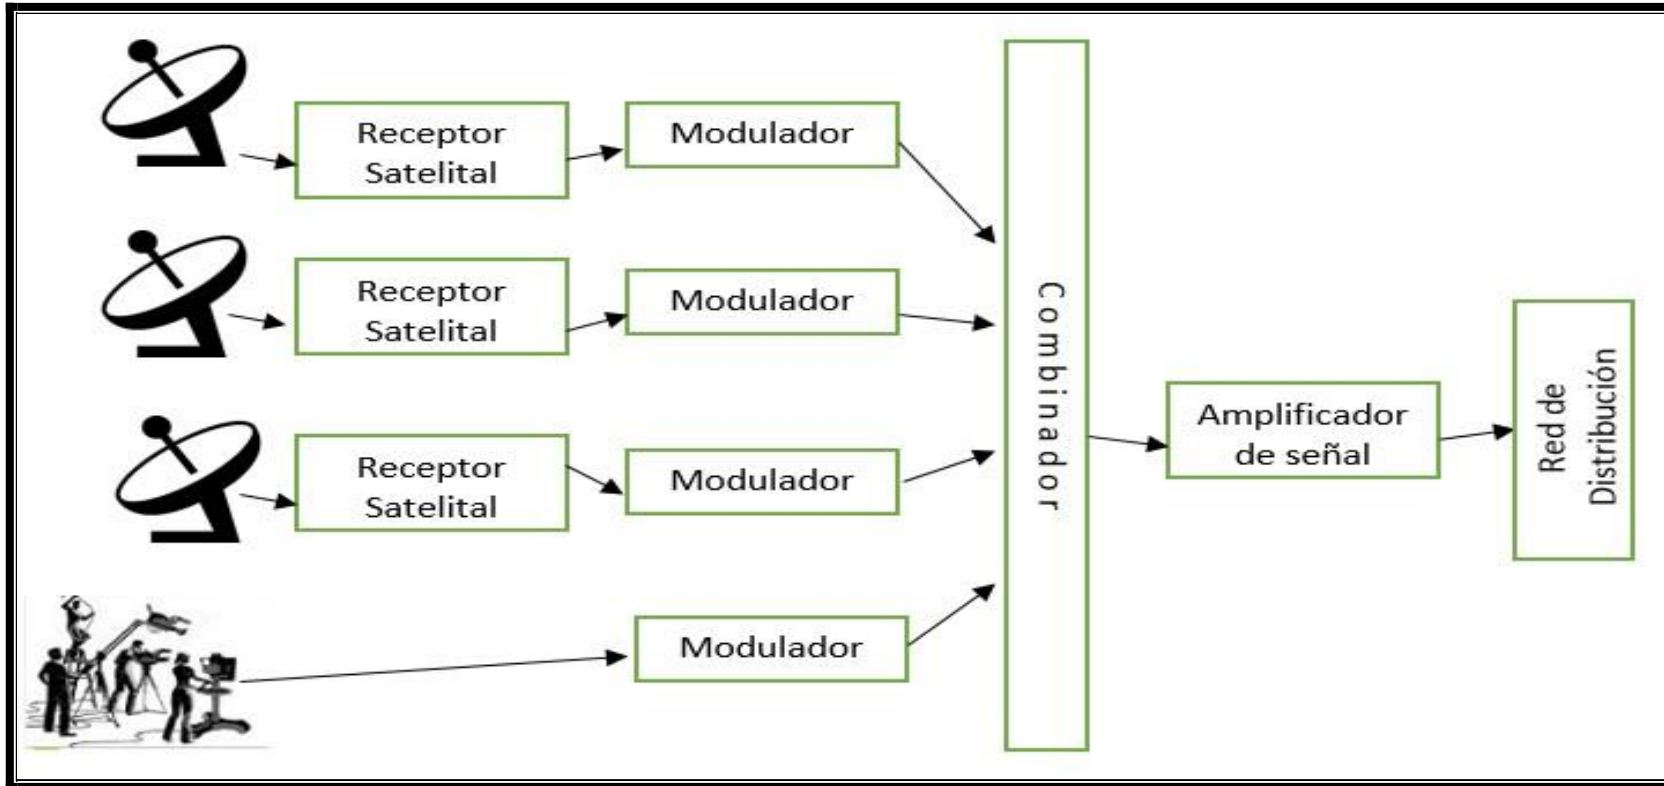 Receptor
Satelital
Modulador
Receptor
Satelital
Modulador
Receptor
Satelital
Modulador
Modulador
Combinador
Amplificador
de señal
Red de
Distribución